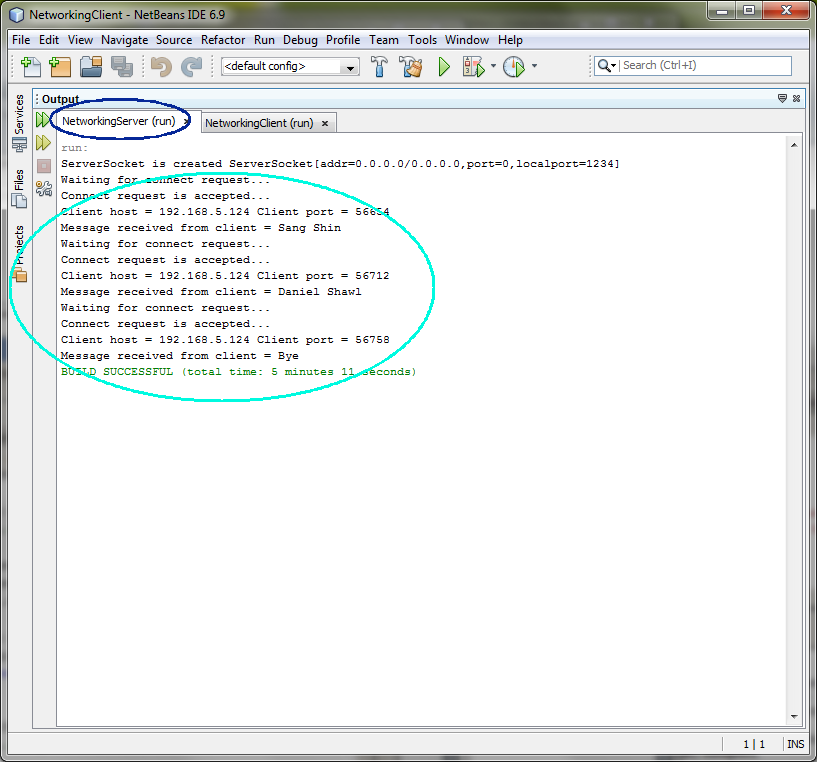 NetworkingClient - NetBeans IDE 6.9
File Edit View Navigate Source Refactor Run Debug Profile Team Tools Window Help
<default config>
Search (Ctrl+I)
Services
Files
Projects
Output
NetworkingServer (run)
NetworkingClient (run)
run:
ServerSocket is created ServerSocket[addr=0.0.0.0/0.0.0.0,port=0,localport=1234]
Waiting for connect request...
Connect request is accepted...
Client host = 192.168.5.124 Client port = 56654
Message received from client = Sang Shin
Waiting for connect request...
Connect request is accepted...
Client host = 192.168.5.124 Client port = 56712
Message received from client = Daniel Shawl
Waiting for connect request...
Connect request is accepted...
Client host = 192.168.5.124 Client port = 56758
Message received from client = Bye
BUILD SUCCESSFUL (total time: 5 minutes 11 seconds)
1 | 1 INS